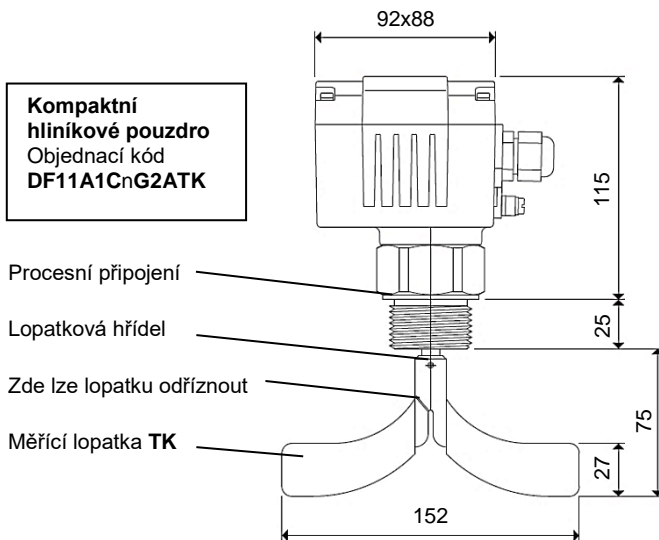 92x88
Kompaktní
hliníkové pouzdro
Objednací kód
DF11A1CnG2ATK
115
Procesní připojení
25
Lopatková hřídel
Zde lze lopatku odříznout
75
Měřící lopatka TK
27
152